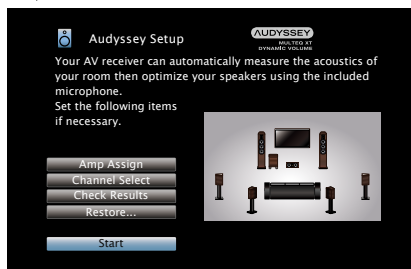 Audyssey Setup
AUDYSSEY
MULTEQ XT
DYNAMIC VOLUME
Your AV receiver can automatically measure the acoustics of
your room then optimize your speakers using the included
microphone.
Set the following items
if necessary.
Amp Assign
Channel Select
Check Results
Restore...
Start